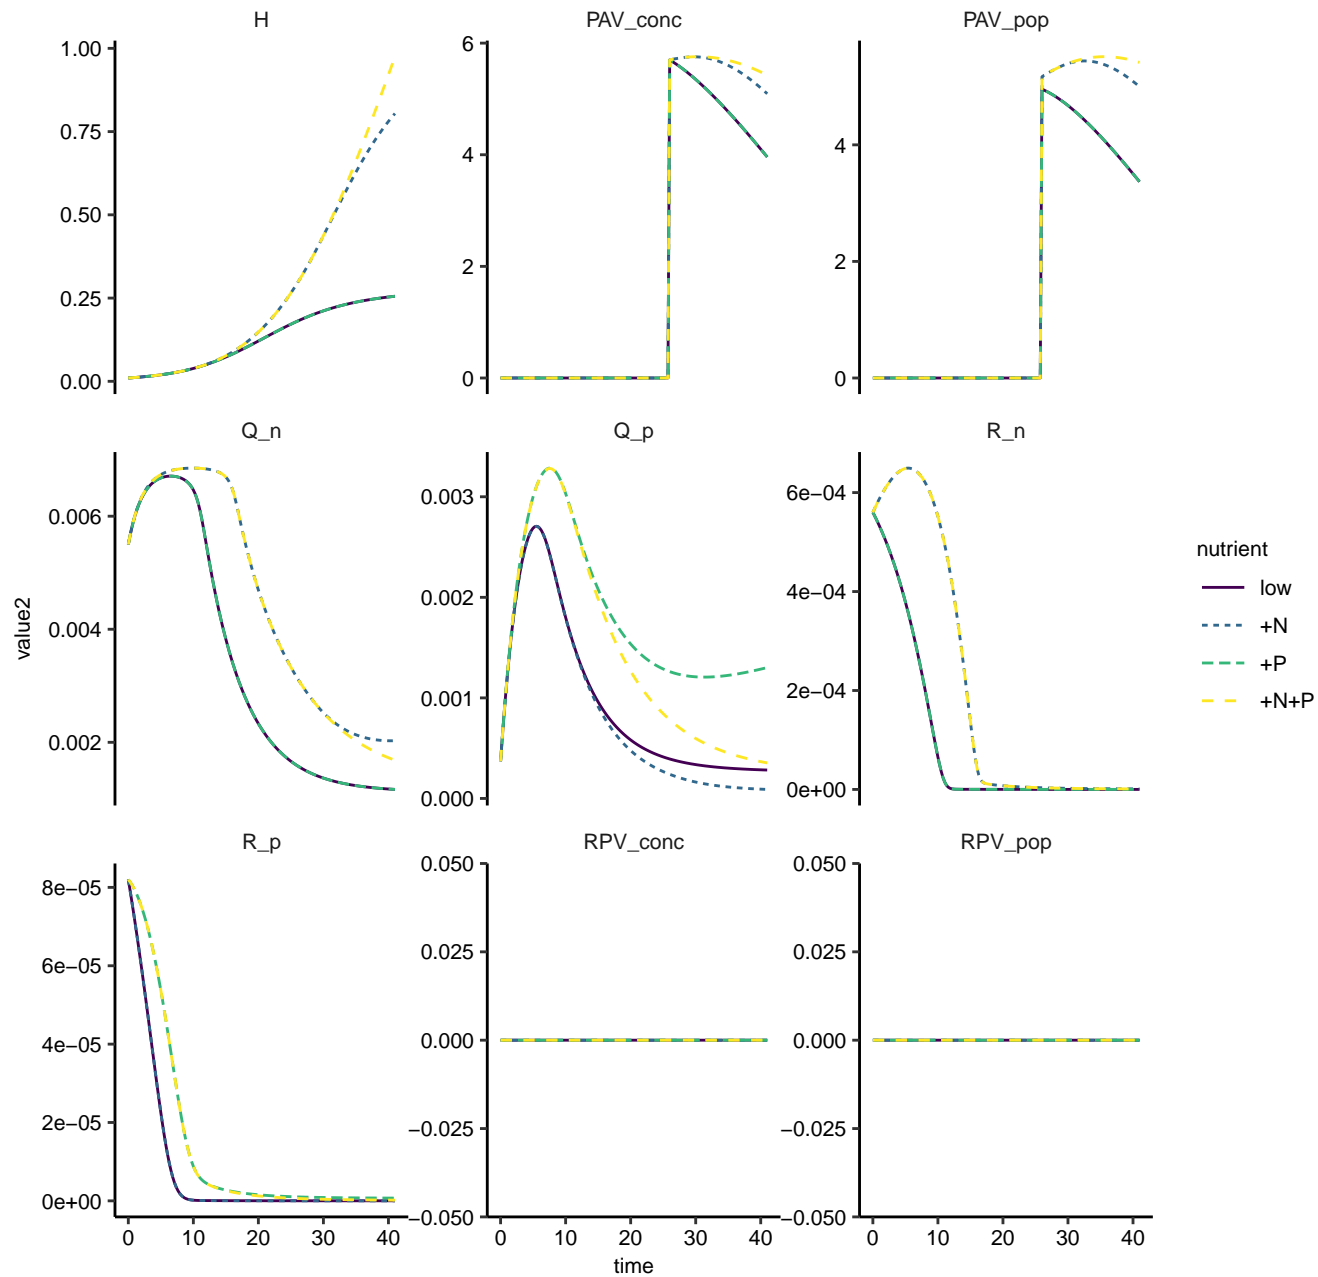 H
PAV_conc
PAV_pop
1.00
0.75
0.50
0.25
0.00
6
4
2
0
4
2
0
Q_n
Q_p
R_n
0.006
0.004
0.002
0.003
0.002
0.001
0.000
6e−04
4e−04
2e−04
0e+00
value2
nutrient
low
+N
+P
+N+P
R_p
RPV_conc
RPV_pop
8e−05
6e−05
4e−05
2e−05
0e+00
0.050
0.025
0.000
−0.025
−0.050
0.050
0.025
0.000
−0.025
−0.050
0 10 20 30 40
0 10 20 30 40
0 10 20 30 40
time